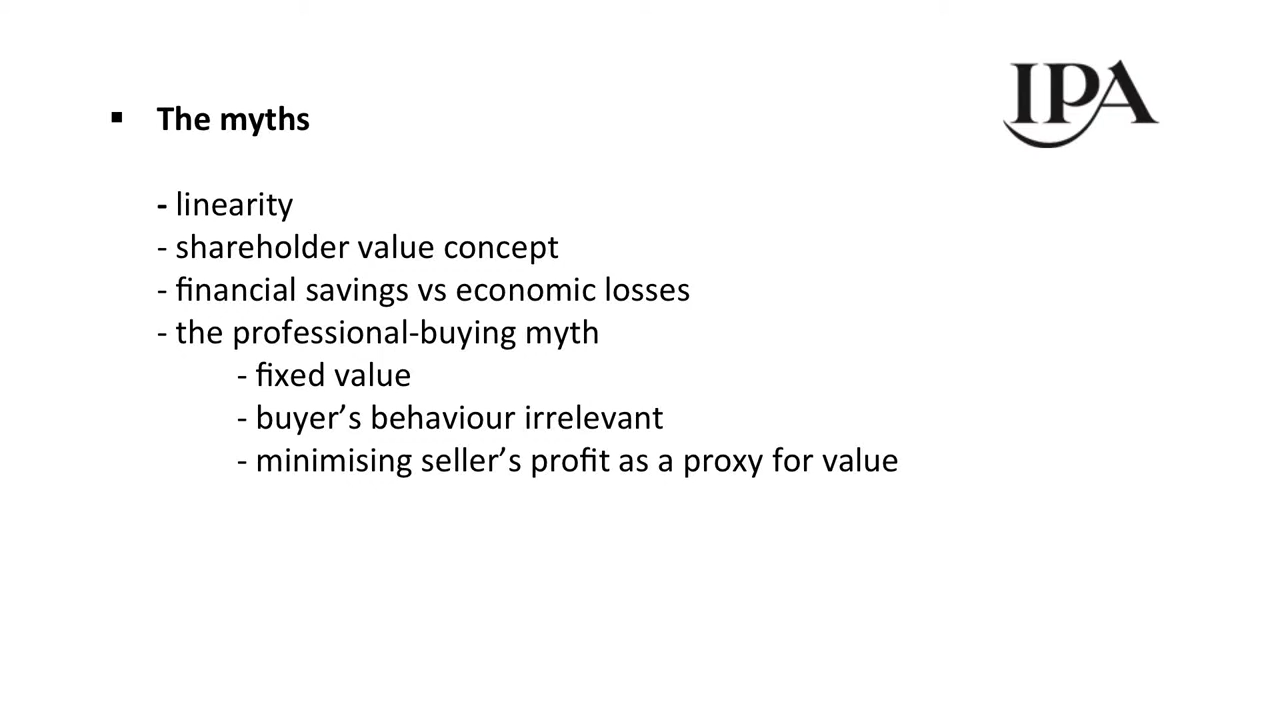 IPA
▪ The myths
- linearity
- shareholder value concept
- financial savings vs economic losses
- the professional-buying myth
- fixed value
- buyer’s behaviour irrelevant
- minimising seller’s profit as a proxy for value